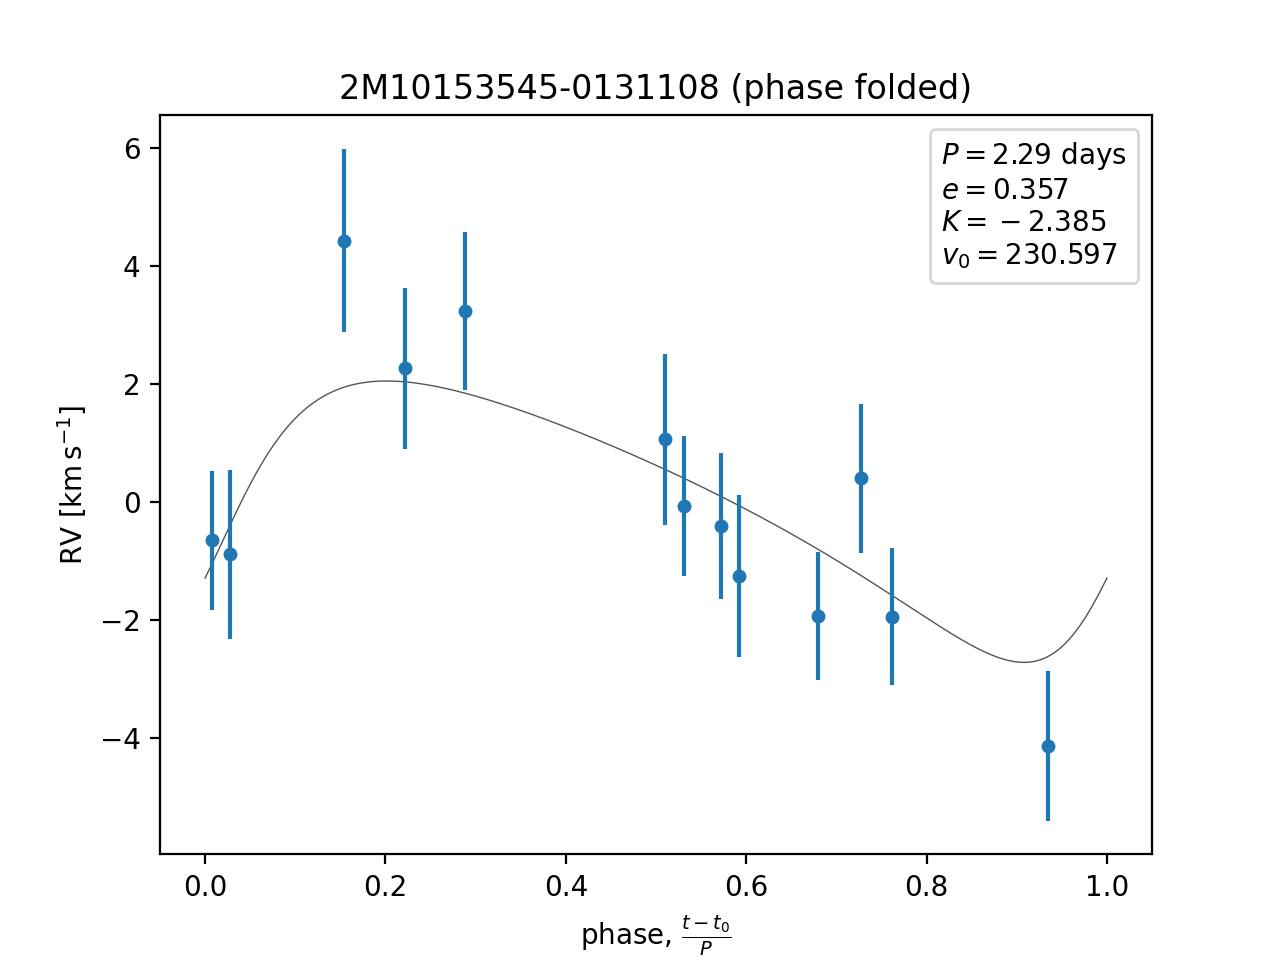 2M10153545-0131108 (phase folded)
P = 2.29 days
e = 0.357
K = −2.385
v₀ = 230.597
RV [km s⁻¹]
6
4
2
0
−2
−4
0.0 0.2 0.4 0.6 0.8 1.0
phase, (t − t₀)/P